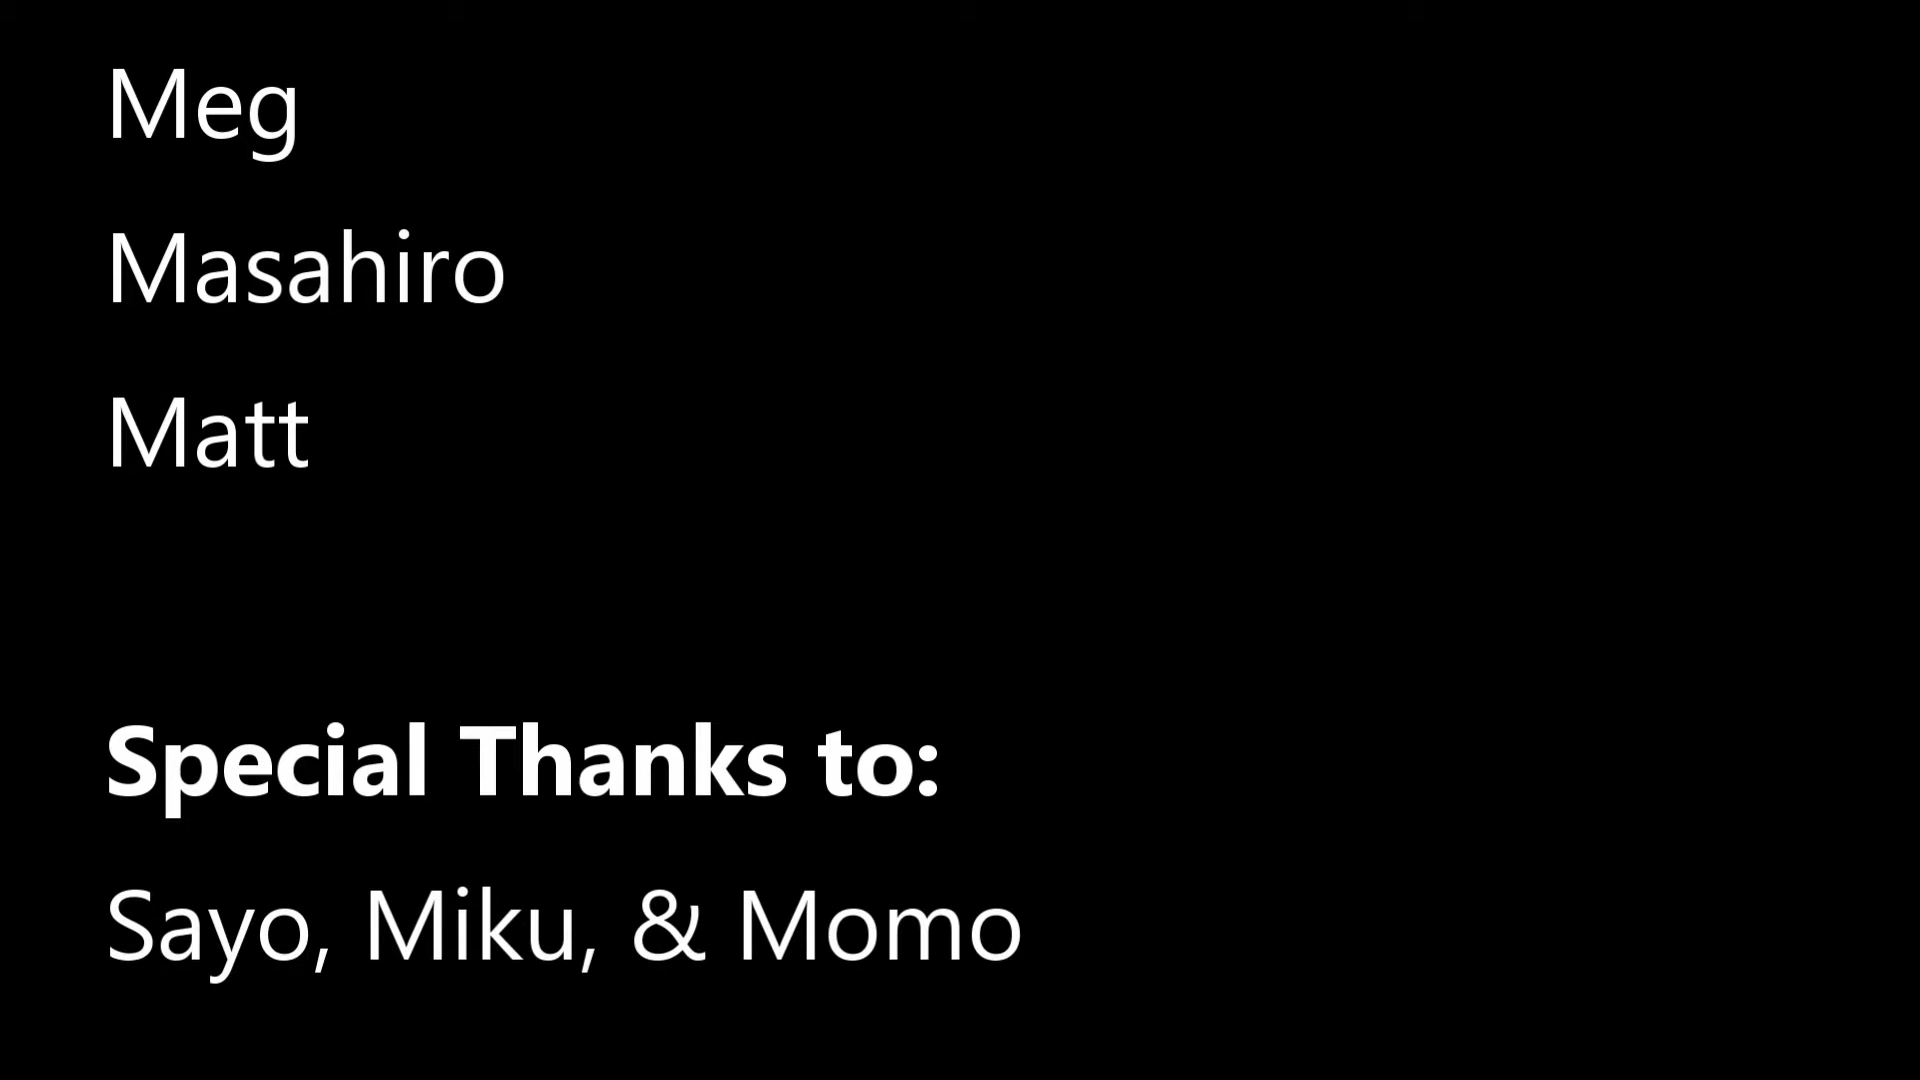 Meg
Masahiro
Matt
Special Thanks to:
Sayo, Miku, & Momo